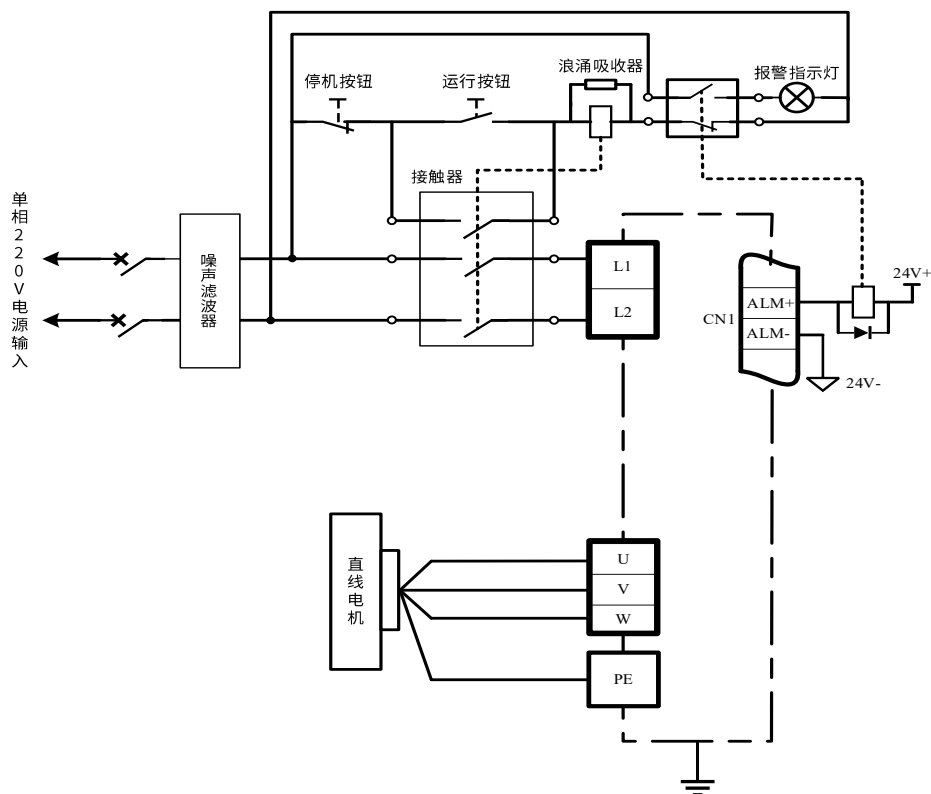 停机按钮
运行按钮
浪涌吸收器
报警指示灯
接触器
单相220V电源输入
噪声滤波器
L1
L2
CN1
ALM+
ALM-
24V+
24V-
直线电机
U
V
W
PE